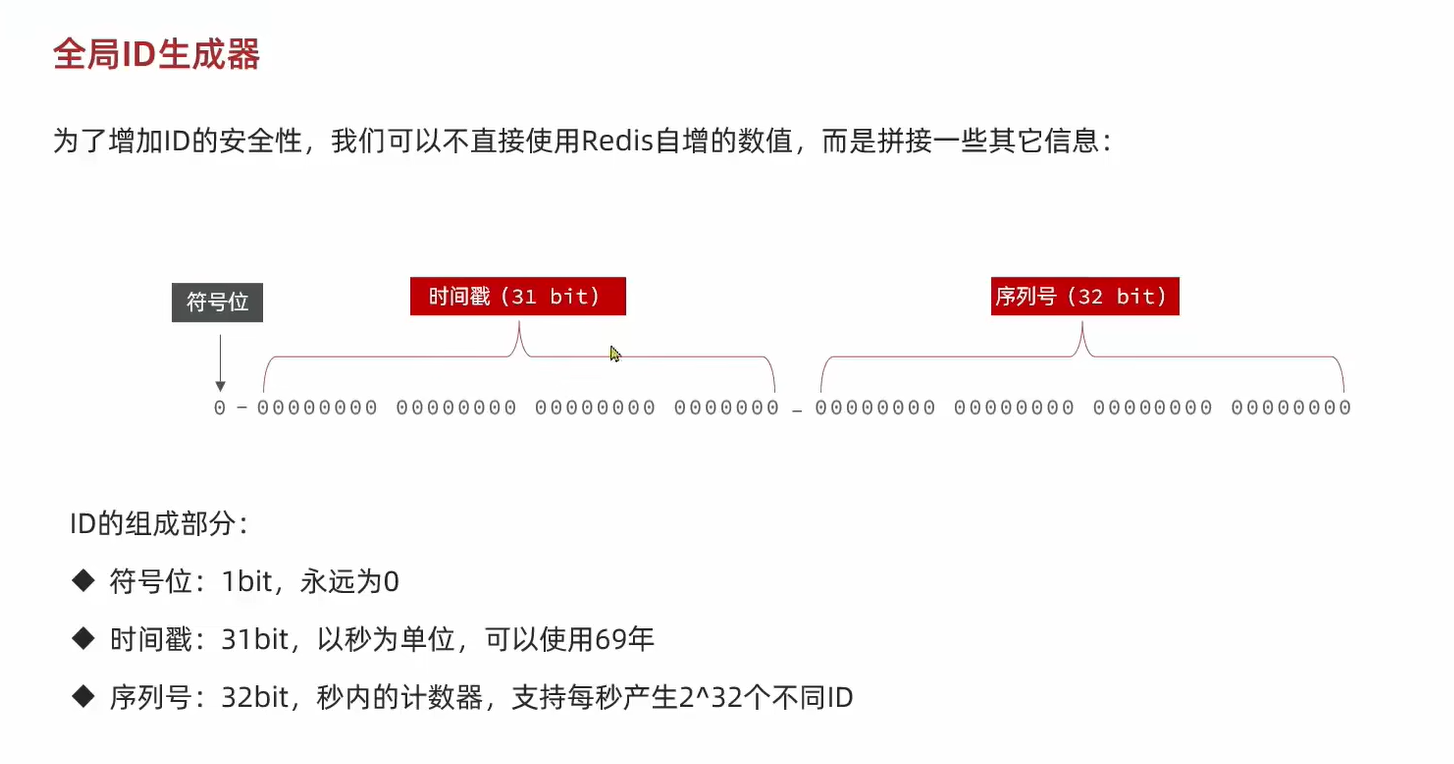 全局ID生成器
为了增加ID的安全性，我们可以不直接使用Redis自增的数值，而是拼接一些其它信息：
符号位 时间戳（31 bit） 序列号（32 bit）
0 - 00000000 00000000 00000000 0000000 - 00000000 00000000 00000000 00000000
ID的组成部分：
◆ 符号位：1bit，永远为0
◆ 时间戳：31bit，以秒为单位，可以使用69年
◆ 序列号：32bit，秒内的计数器，支持每秒产生2^32个不同ID